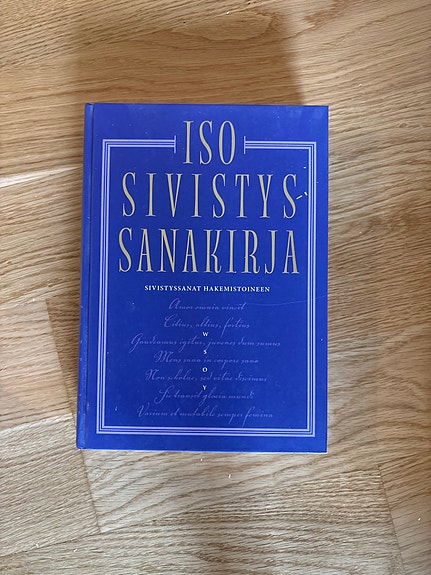 ISO
SIVISTYS
SANAKIRJA
SIVISTYSSANAT HAKEMISTOINEEN
Amor omnia vincit
Citius, altius, fortius
Gaudeamus igitur, juvenes dum sumus
Mens sana in corpore sano
Non scholae, sed vitae discimus
Sic transit gloria mundi
Varium et mutabile semper femina
WSOY